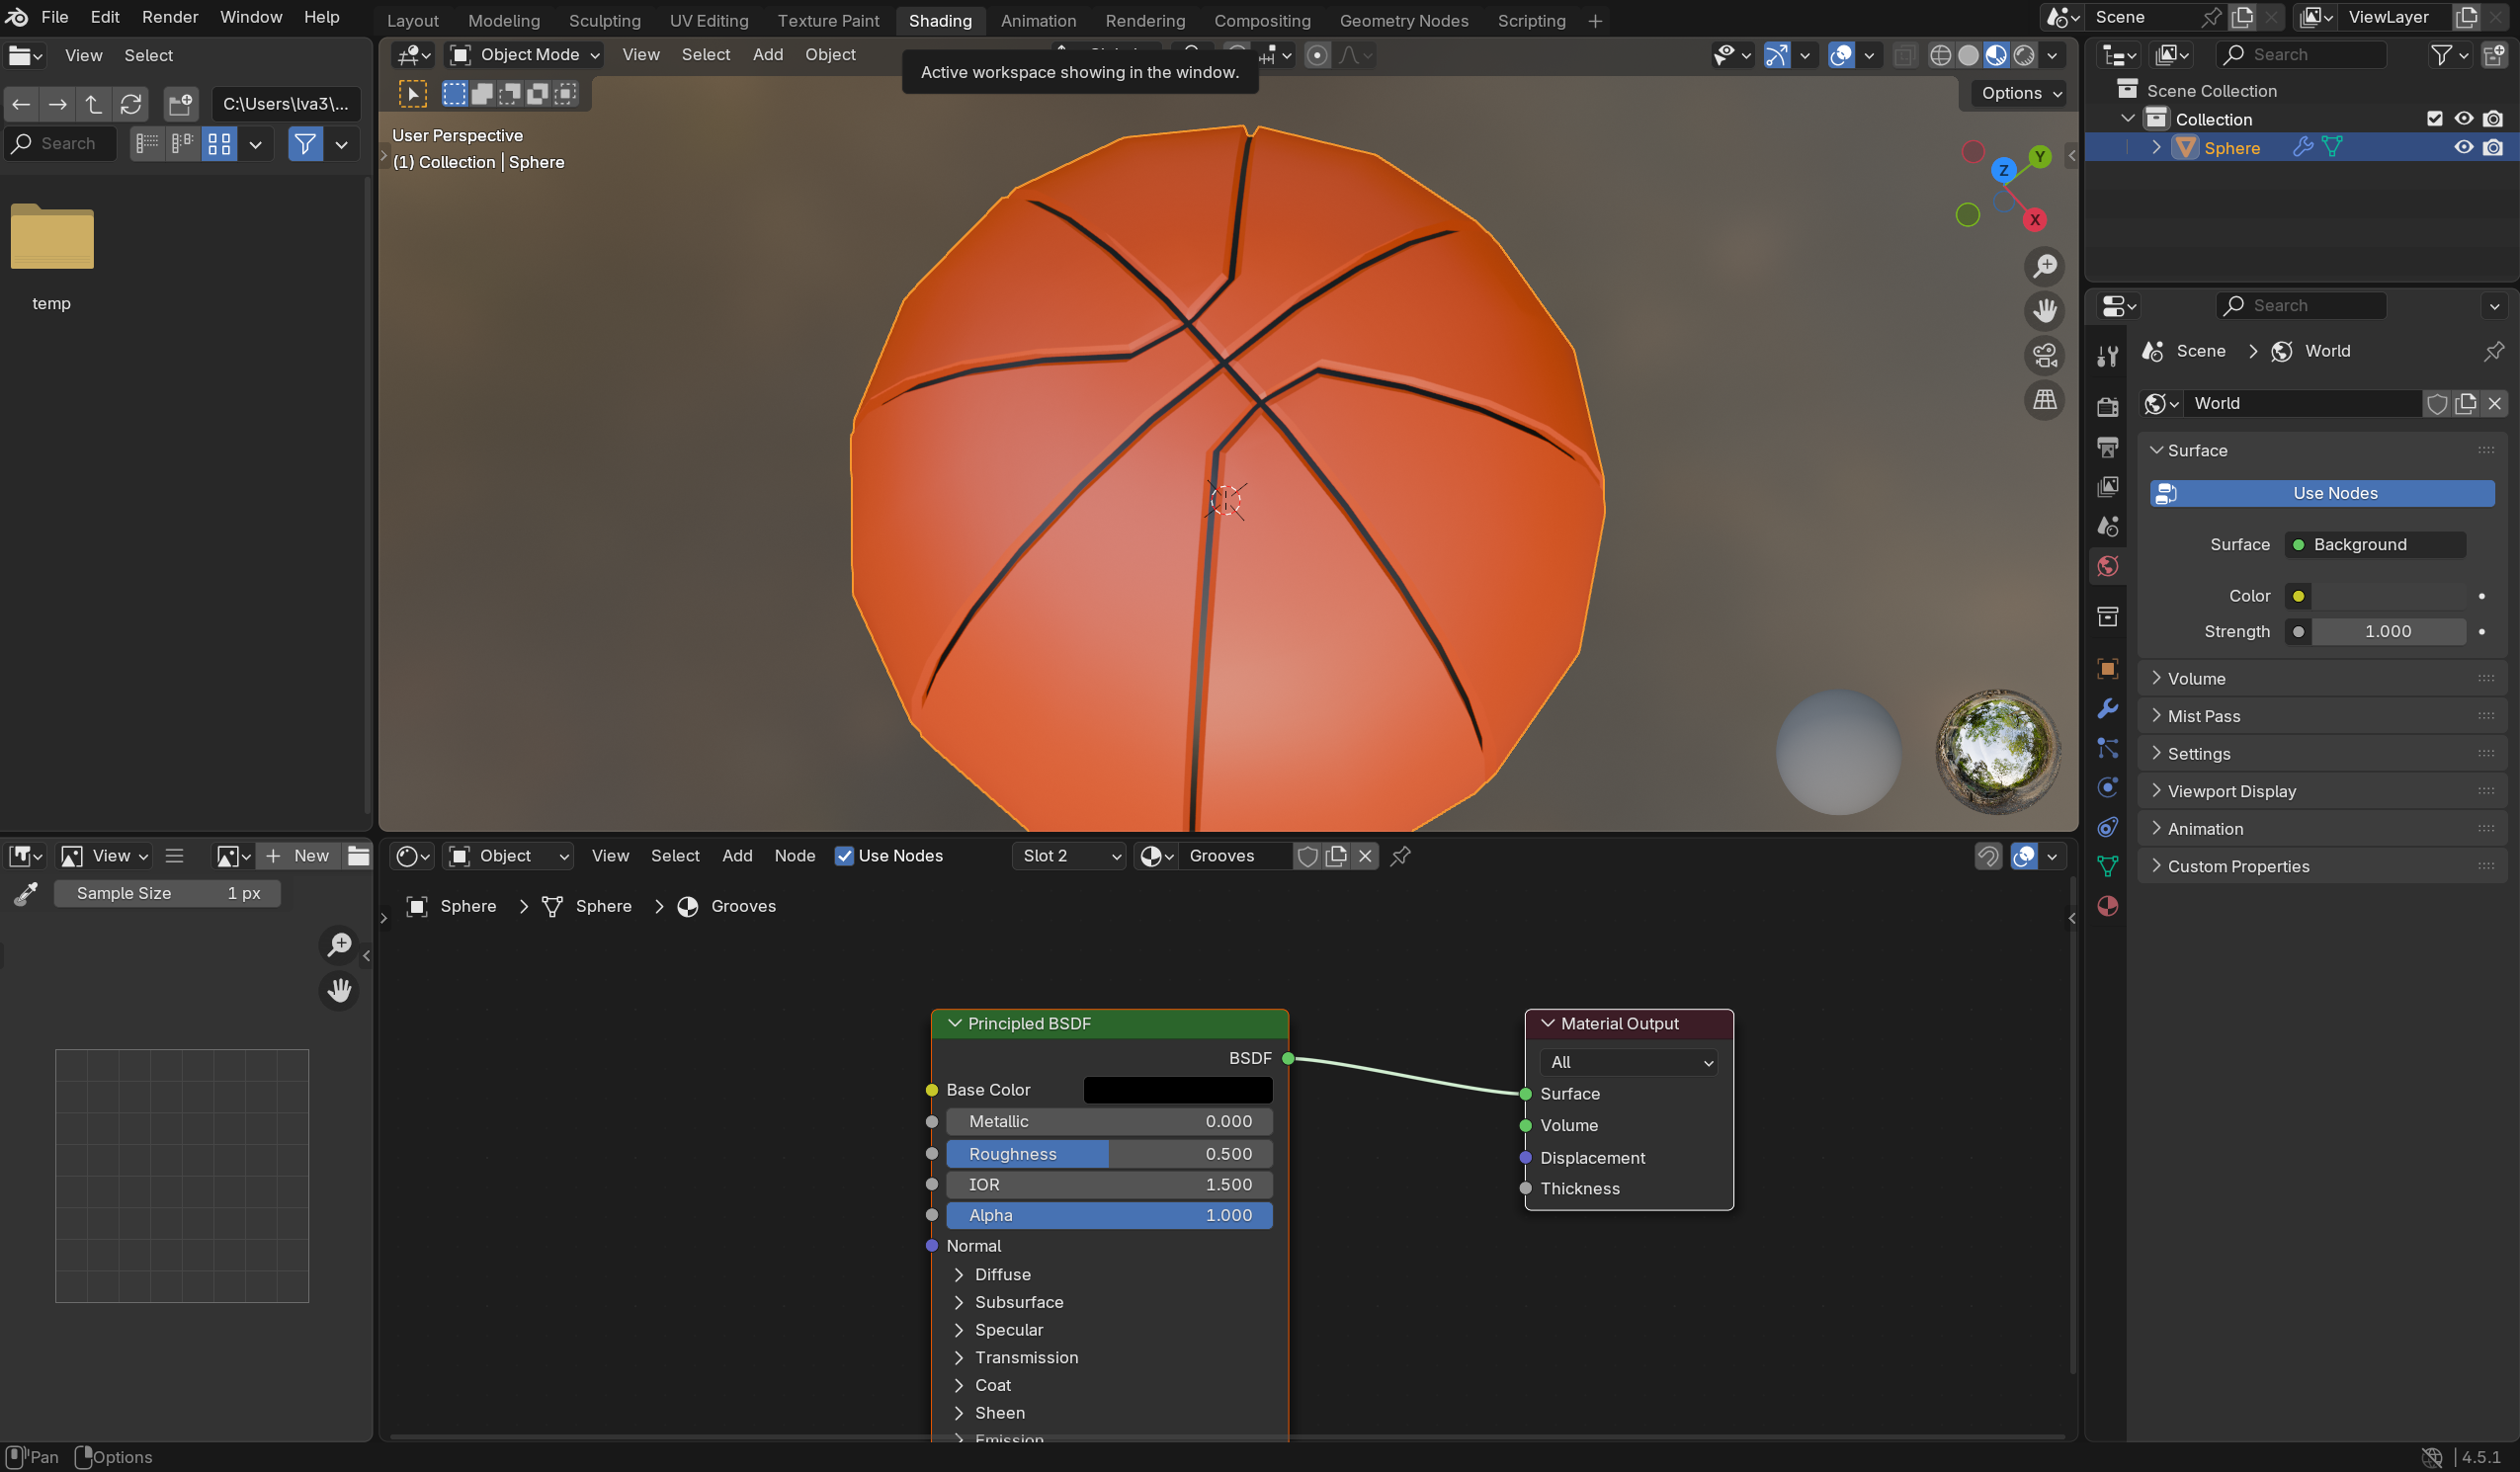 File Edit Render Window Help
Layout Modeling Sculpting UV Editing Texture Paint Shading Animation Rendering Compositing Geometry Nodes Scripting
Scene
ViewLayer
View Select
C:\Users\lva3\...
Search
temp
Object Mode View Select Add Object
Active workspace showing in the window.
Options
User Perspective
(1) Collection | Sphere
Z
Y
X
Search
Scene Collection
Collection
Sphere
Search
Scene > World
World
Surface
Use Nodes
Surface Background
Color
Strength 1.000
Volume
Mist Pass
Settings
Viewport Display
Animation
Custom Properties
View New
Sample Size 1 px
Object View Select Add Node Use Nodes Slot 2 Grooves
Sphere > Sphere > Grooves
Principled BSDF
BSDF
Base Color
Metallic 0.000
Roughness 0.500
IOR 1.500
Alpha 1.000
Normal
Diffuse
Subsurface
Specular
Transmission
Coat
Sheen
Emission
Material Output
All
Surface
Volume
Displacement
Thickness
Pan Options
4.5.1